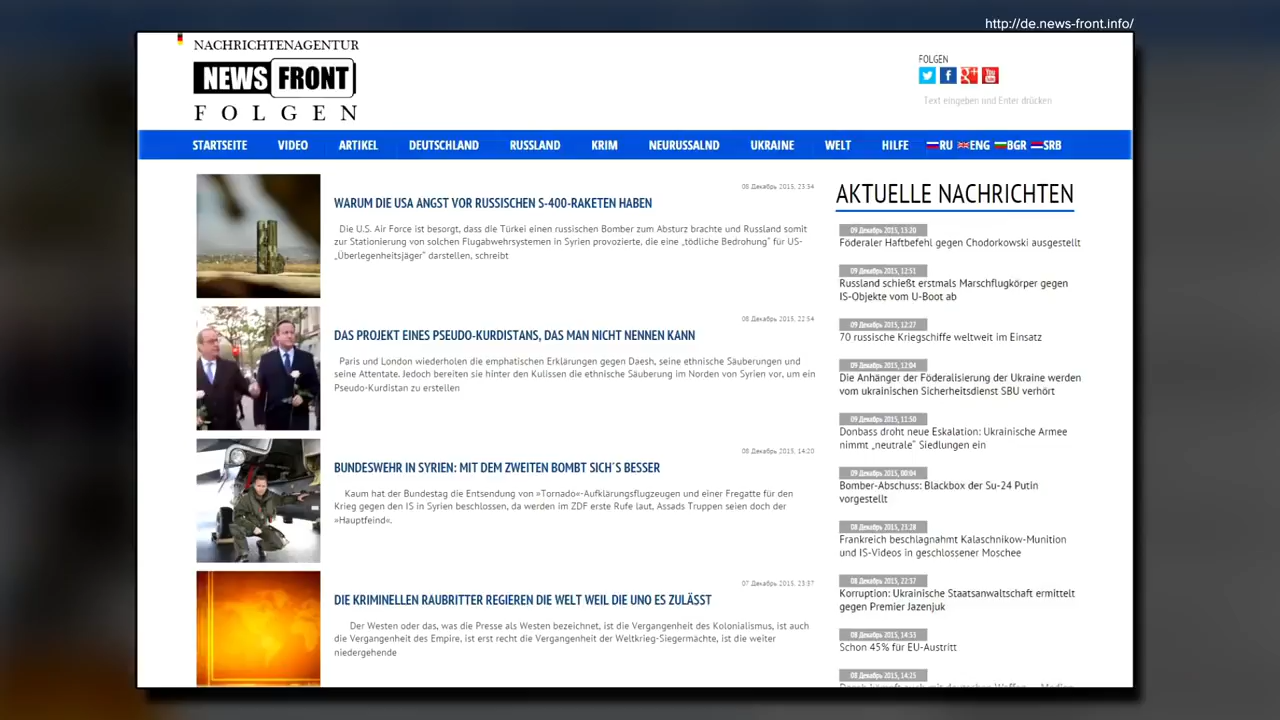 http://de.news-front.info/
NACHRICHTENAGENTUR
NEWS FRONT
FOLGEN
FOLGEN
Text eingeben und Enter drücken
STARTSEITE VIDEO ARTIKEL DEUTSCHLAND RUSSLAND KRIM NEURUSSALND UKRAINE WELT HILFE RU ENG BGR SRB
08 Декабрь 2015, 23:34
WARUM DIE USA ANGST VOR RUSSISCHEN S-400-RAKETEN HABEN
Die U.S. Air Force ist besorgt, dass die Türkei einen russischen Bomber zum Absturz brachte und Russland somit
zur Stationierung von solchen Flugabwehrsystemen in Syrien provozierte, die eine „tödliche Bedrohung“ für US-
„Überlegenheitsjäger“ darstellen, schreibt
08 Декабрь 2015, 22:54
DAS PROJEKT EINES PSEUDO-KURDISTANS, DAS MAN NICHT NENNEN KANN
Paris und London wiederholen die emphatischen Erklärungen gegen Daesh, seine ethnische Säuberungen und
seine Attentate. Jedoch bereiten sie hinter den Kulissen die ethnische Säuberung im Norden von Syrien vor, um ein
Pseudo-Kurdistan zu erstellen
08 Декабрь 2015, 14:20
BUNDESWEHR IN SYRIEN: MIT DEM ZWEITEN BOMBT SICH´S BESSER
Kaum hat der Bundestag die Entsendung von »Tornado«-Aufklärungsflugzeugen und einer Fregatte für den
Krieg gegen den IS in Syrien beschlossen, da werden im ZDF erste Rufe laut, Assads Truppen seien doch der
»Hauptfeind«.
07 Декабрь 2015, 23:37
DIE KRIMINELLEN RAUBRITTER REGIEREN DIE WELT WEIL DIE UNO ES ZULÄSST
Der Westen oder das, was die Presse als Westen bezeichnet, ist die Vergangenheit des Kolonialismus, ist auch
die Vergangenheit des Empire, ist erst recht die Vergangenheit der Weltkrieg-Siegermächte, ist die weiter
niedergehende
AKTUELLE NACHRICHTEN
09 Декабрь 2015, 13:20
Föderaler Haftbefehl gegen Chodorkowski ausgestellt
09 Декабрь 2015, 12:51
Russland schießt erstmals Marschflugkörper gegen
IS-Objekte vom U-Boot ab
09 Декабрь 2015, 12:27
70 russische Kriegschiffe weltweit im Einsatz
09 Декабрь 2015, 12:04
Die Anhänger der Föderalisierung der Ukraine werden
vom ukrainischen Sicherheitsdienst SBU verhört
09 Декабрь 2015, 11:50
Donbass droht neue Eskalation: Ukrainische Armee
nimmt „neutrale“ Siedlungen ein
09 Декабрь 2015, 00:04
Bomber-Abschuss: Blackbox der Su-24 Putin
vorgestellt
08 Декабрь 2015, 23:28
Frankreich beschlagnahmt Kalaschnikow-Munition
und IS-Videos in geschlossener Moschee
08 Декабрь 2015, 22:37
Korruption: Ukrainische Staatsanwaltschaft ermittelt
gegen Premier Jazenjuk
08 Декабрь 2015, 14:33
Schon 45% für EU-Austritt
08 Декабрь 2015, 14:25